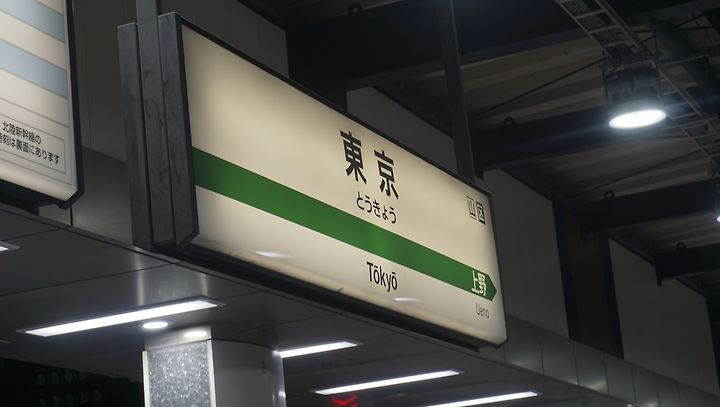 北陸新幹線の
時刻は裏面にあります
東京
山 区
とうきょう
Tōkyō
上野
Ueno